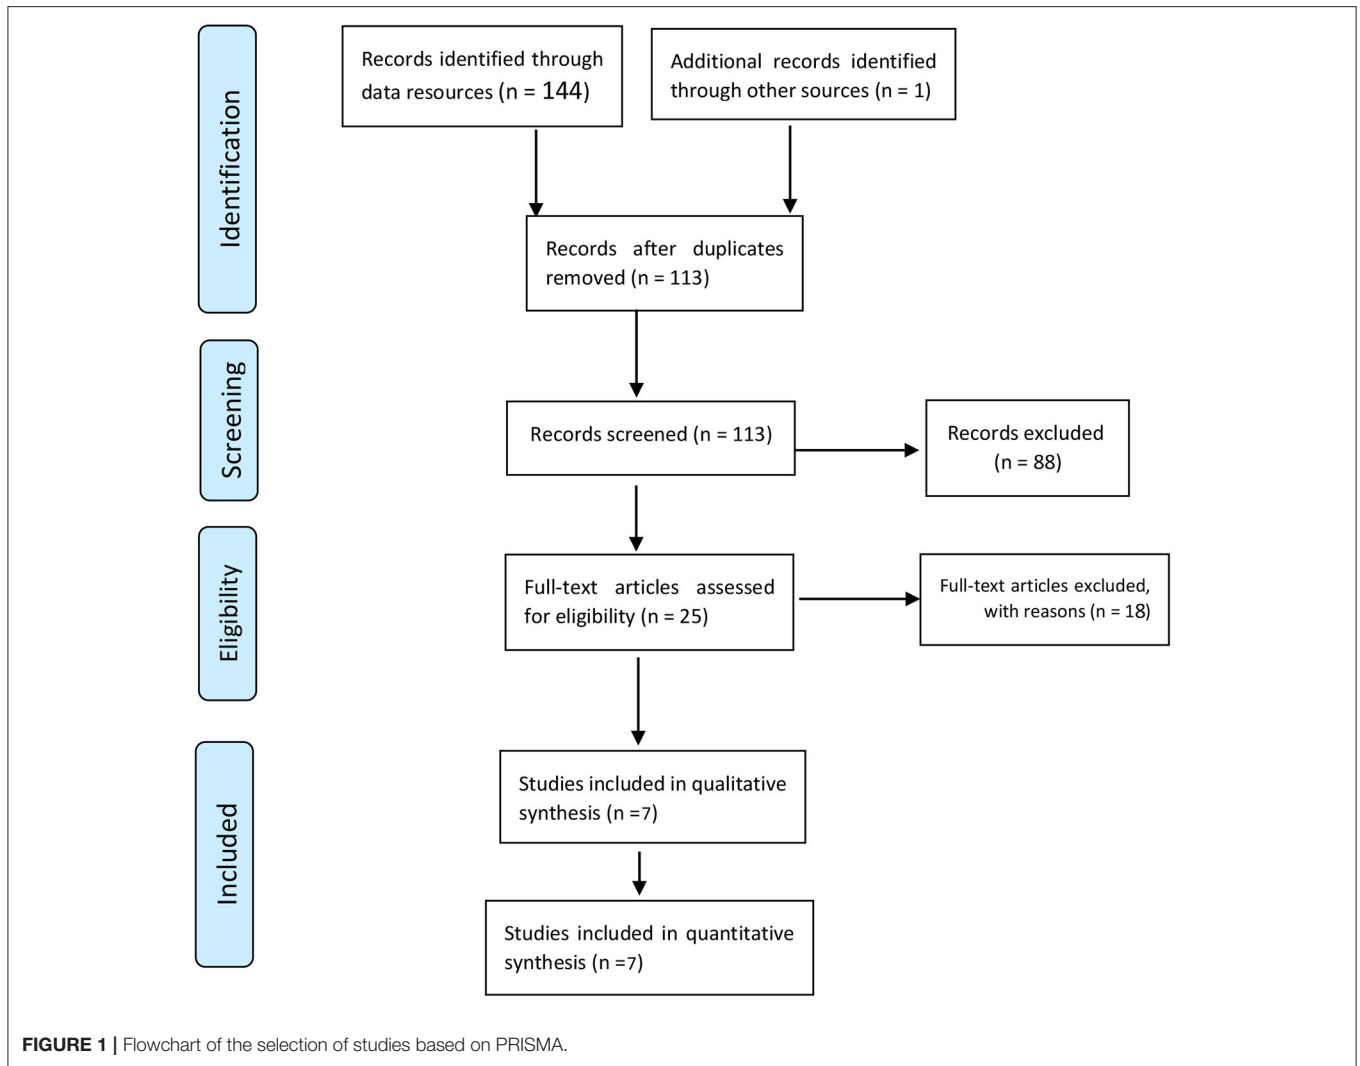 Identification
Records identified through
data resources (n = 144)
Additional records identified
through other sources (n = 1)
Records after duplicates
removed (n = 113)
Screening
Records screened (n = 113)
Records excluded
(n = 88)
Eligibility
Full-text articles assessed
for eligibility (n = 25)
Full-text articles excluded,
with reasons (n = 18)
Included
Studies included in qualitative
synthesis (n =7)
Studies included in quantitative
synthesis (n =7)
FIGURE 1 | Flowchart of the selection of studies based on PRISMA.